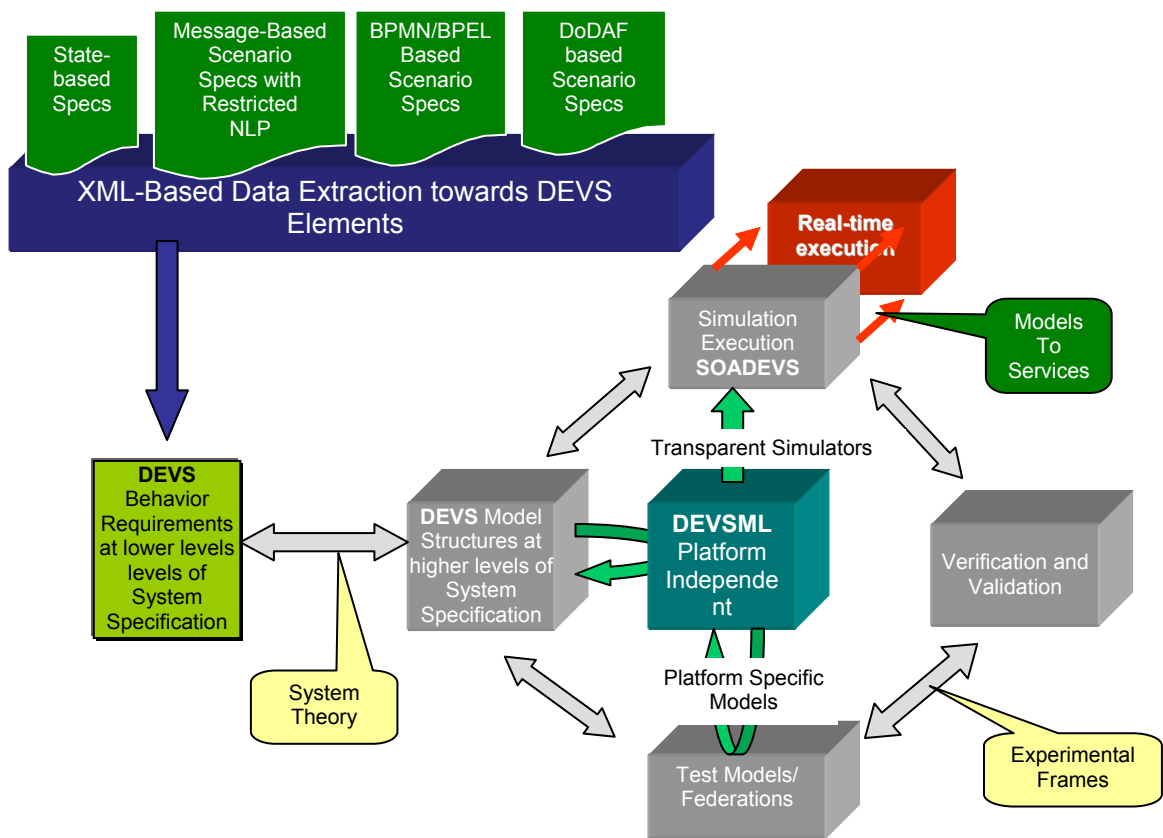 State-
based
Specs
Message-Based
Scenario
Specs with
Restricted
NLP
BPMN/BPEL
Based
Scenario
Specs
DoDAF
based
Scenario
Specs
XML-Based Data Extraction towards DEVS
Elements
Real-time
execution
Simulation
Execution
SOADEVS
Models
To
Services
Transparent Simulators
DEVS
Behavior
Requirements
at lower levels
levels of
System
Specification
DEVS Model
Structures at
higher levels of
System
Specification
DEVSML
Platform
Independe
nt
Verification and
Validation
System
Theory
Platform Specific
Models
Test Models/
Federations
Experimental
Frames